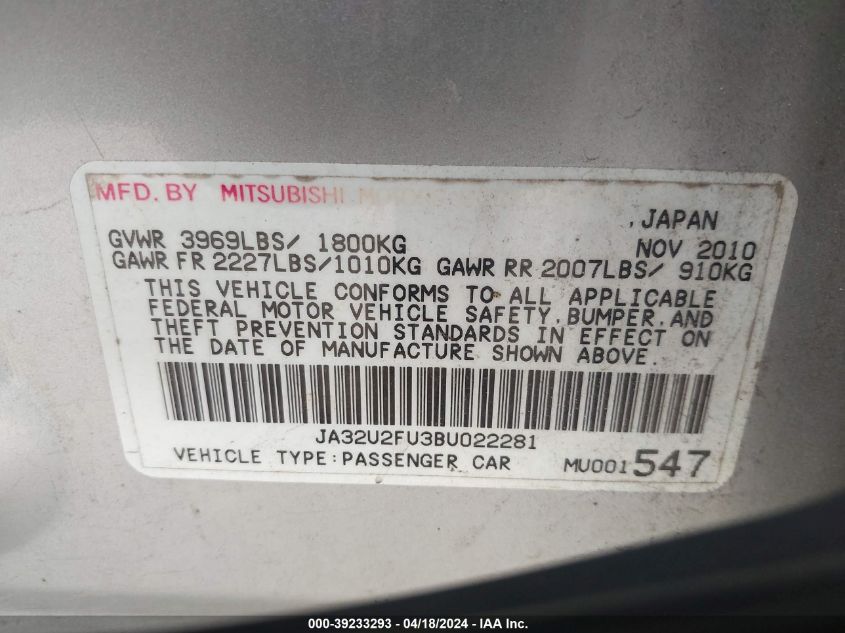 MFD. BY MITSUBISHI
, JAPAN
GVWR 3969LBS/ 1800KG NOV 2010
GAWR FR 2227LBS/1010KG GAWR RR 2007LBS/ 910KG
THIS VEHICLE CONFORMS TO ALL APPLICABLE
FEDERAL MOTOR VEHICLE SAFETY, BUMPER, AND
THEFT PREVENTION STANDARDS IN EFFECT ON
THE DATE OF MANUFACTURE SHOWN ABOVE.
JA32U2FU3BU022281
VEHICLE TYPE:PASSENGER CAR MU001547
000-39233293 - 04/18/2024 - IAA Inc.